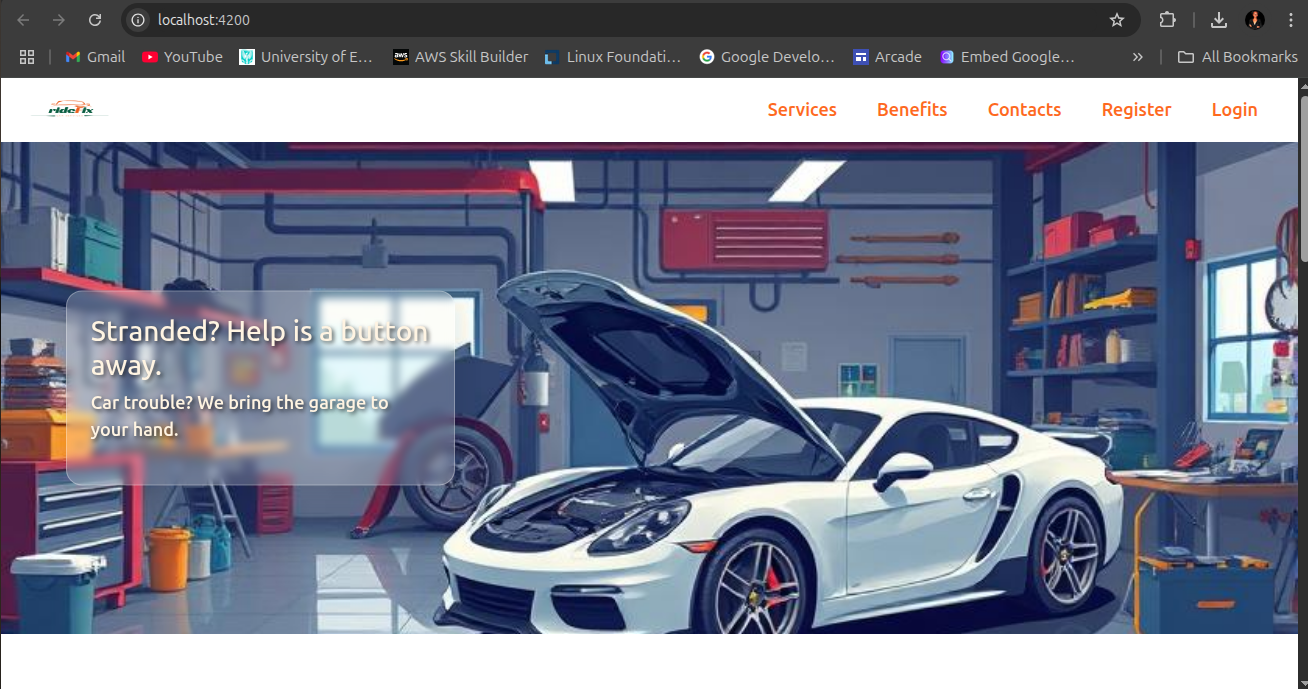 localhost:4200
Gmail
YouTube
University of E…
AWS Skill Builder
Linux Foundati…
Google Develo…
Arcade
Embed Google…
»
All Bookmarks
ridefix
Services
Benefits
Contacts
Register
Login
Stranded? Help is a button
away.
Car trouble? We bring the garage to
your hand.